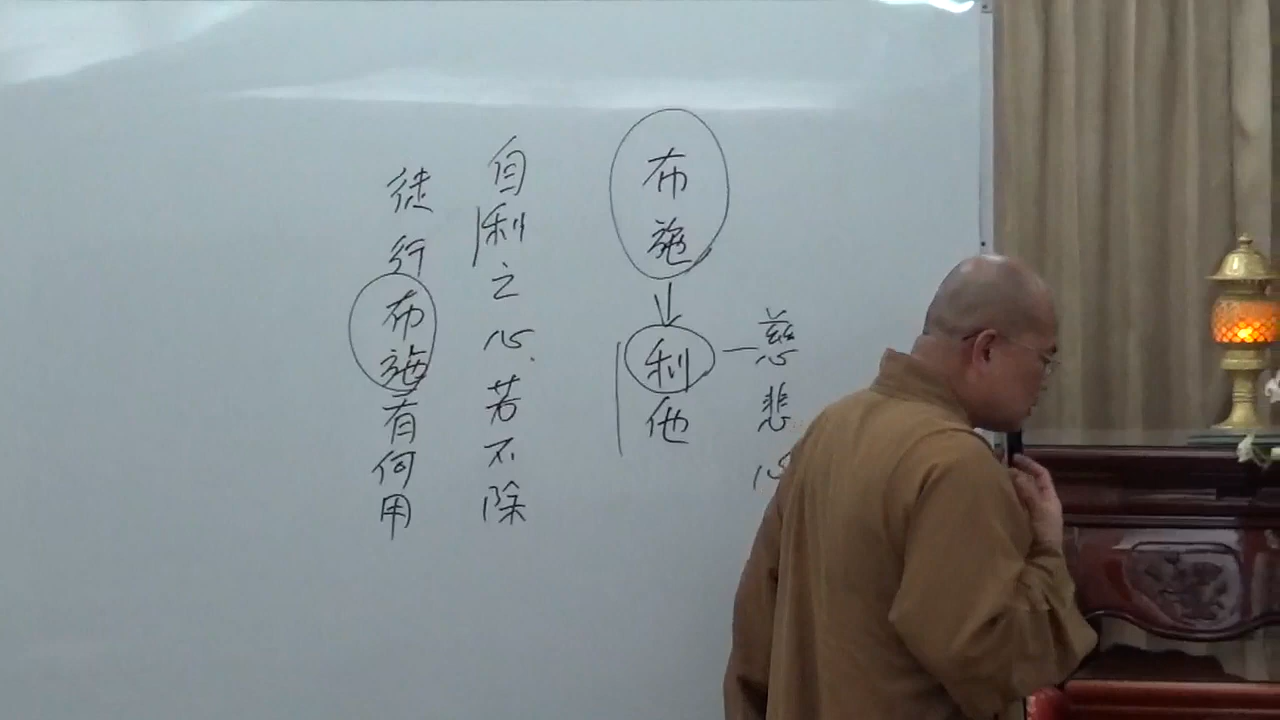 慈悲心
布施
利他
自利之心若不除
徒行布施有何用